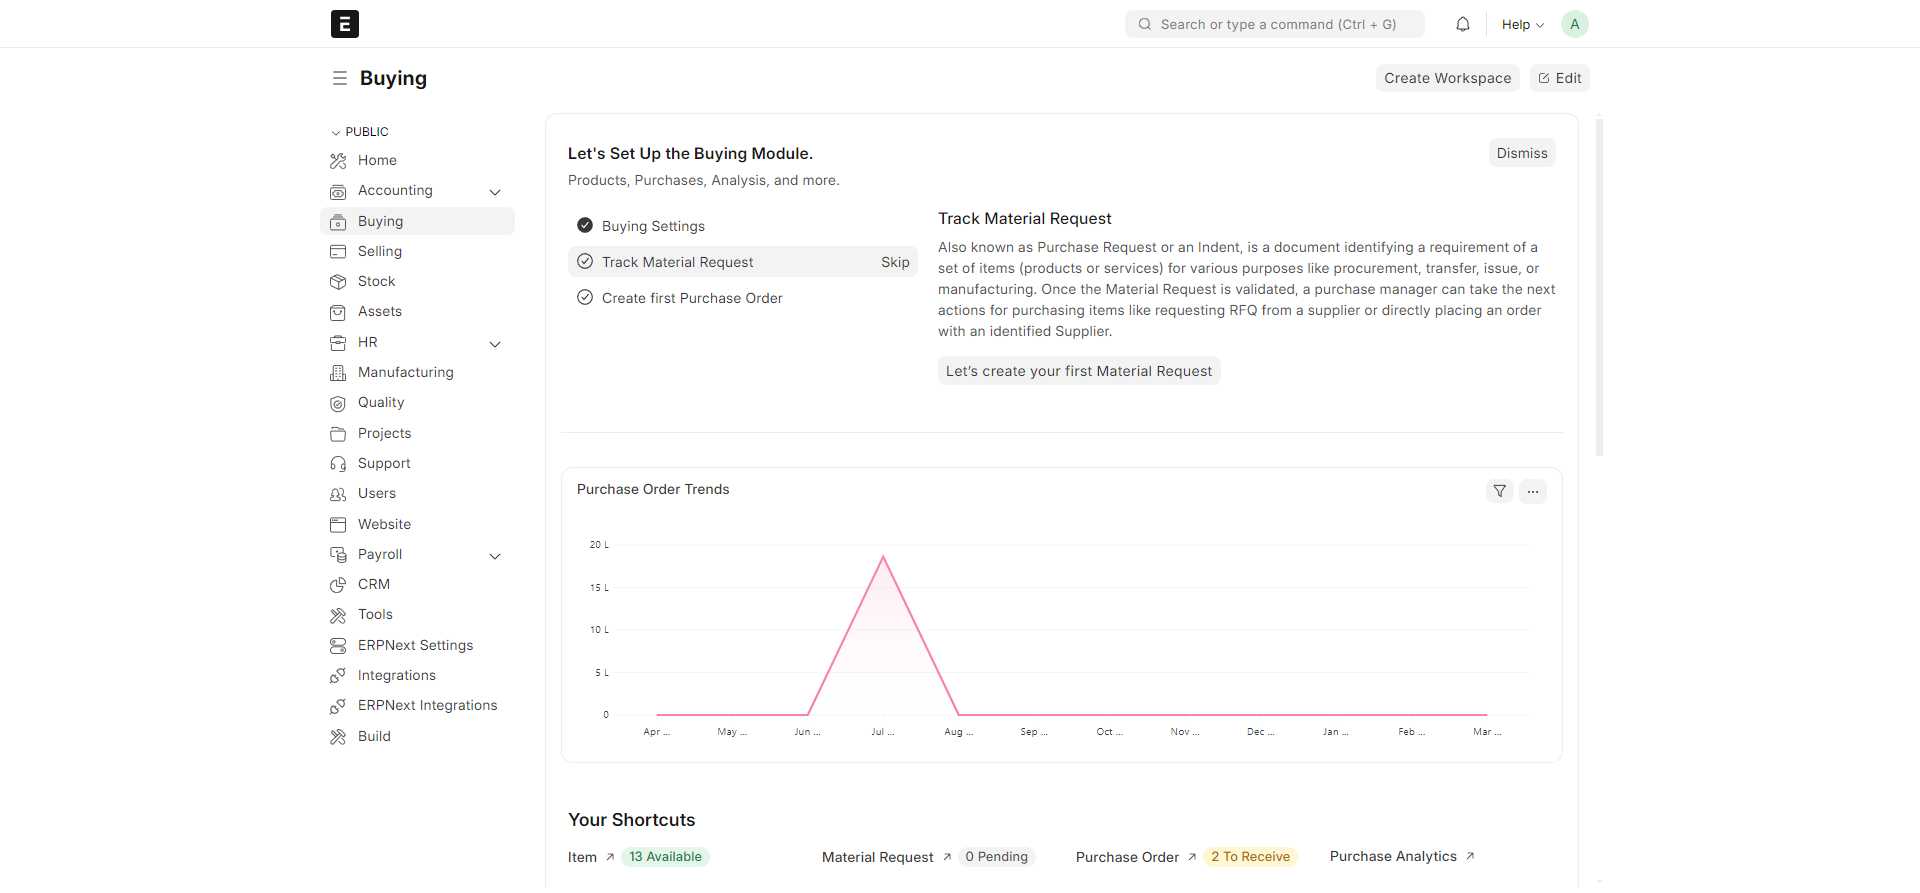 E
Search or type a command (Ctrl + G)
Help
A
Buying
Create Workspace
Edit
PUBLIC
Home
Accounting
Buying
Selling
Stock
Assets
HR
Manufacturing
Quality
Projects
Support
Users
Website
Payroll
CRM
Tools
ERPNext Settings
Integrations
ERPNext Integrations
Build
Let's Set Up the Buying Module.
Dismiss
Products, Purchases, Analysis, and more.
Buying Settings
Track Material Request
Skip
Create first Purchase Order
Track Material Request
Also known as Purchase Request or an Indent, is a document identifying a requirement of a
set of items (products or services) for various purposes like procurement, transfer, issue, or
manufacturing. Once the Material Request is validated, a purchase manager can take the next
actions for purchasing items like requesting RFQ from a supplier or directly placing an order
with an identified Supplier.
Let's create your first Material Request
Purchase Order Trends
20 L
15 L
10 L
5 L
0
Apr ... May ... Jun ... Jul ... Aug ... Sep ... Oct ... Nov ... Dec ... Jan ... Feb ... Mar ...
Your Shortcuts
Item 13 Available
Material Request 0 Pending
Purchase Order 2 To Receive
Purchase Analytics